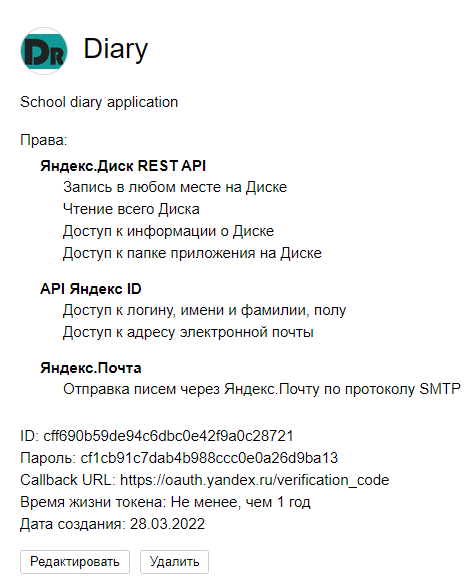 DR
Diary
School diary application
Права:
Яндекс.Диск REST API
Запись в любом месте на Диске
Чтение всего Диска
Доступ к информации о Диске
Доступ к папке приложения на Диске
API Яндекс ID
Доступ к логину, имени и фамилии, полу
Доступ к адресу электронной почты
Яндекс.Почта
Отправка писем через Яндекс.Почту по протоколу SMTP
ID: cff690b59de94c6dbc0e42f9a0c28721
Пароль: cf1cb91c7dab4b988ccc0e0a26d9ba13
Callback URL: https://oauth.yandex.ru/verification_code
Время жизни токена: Не менее, чем 1 год
Дата создания: 28.03.2022
Редактировать
Удалить